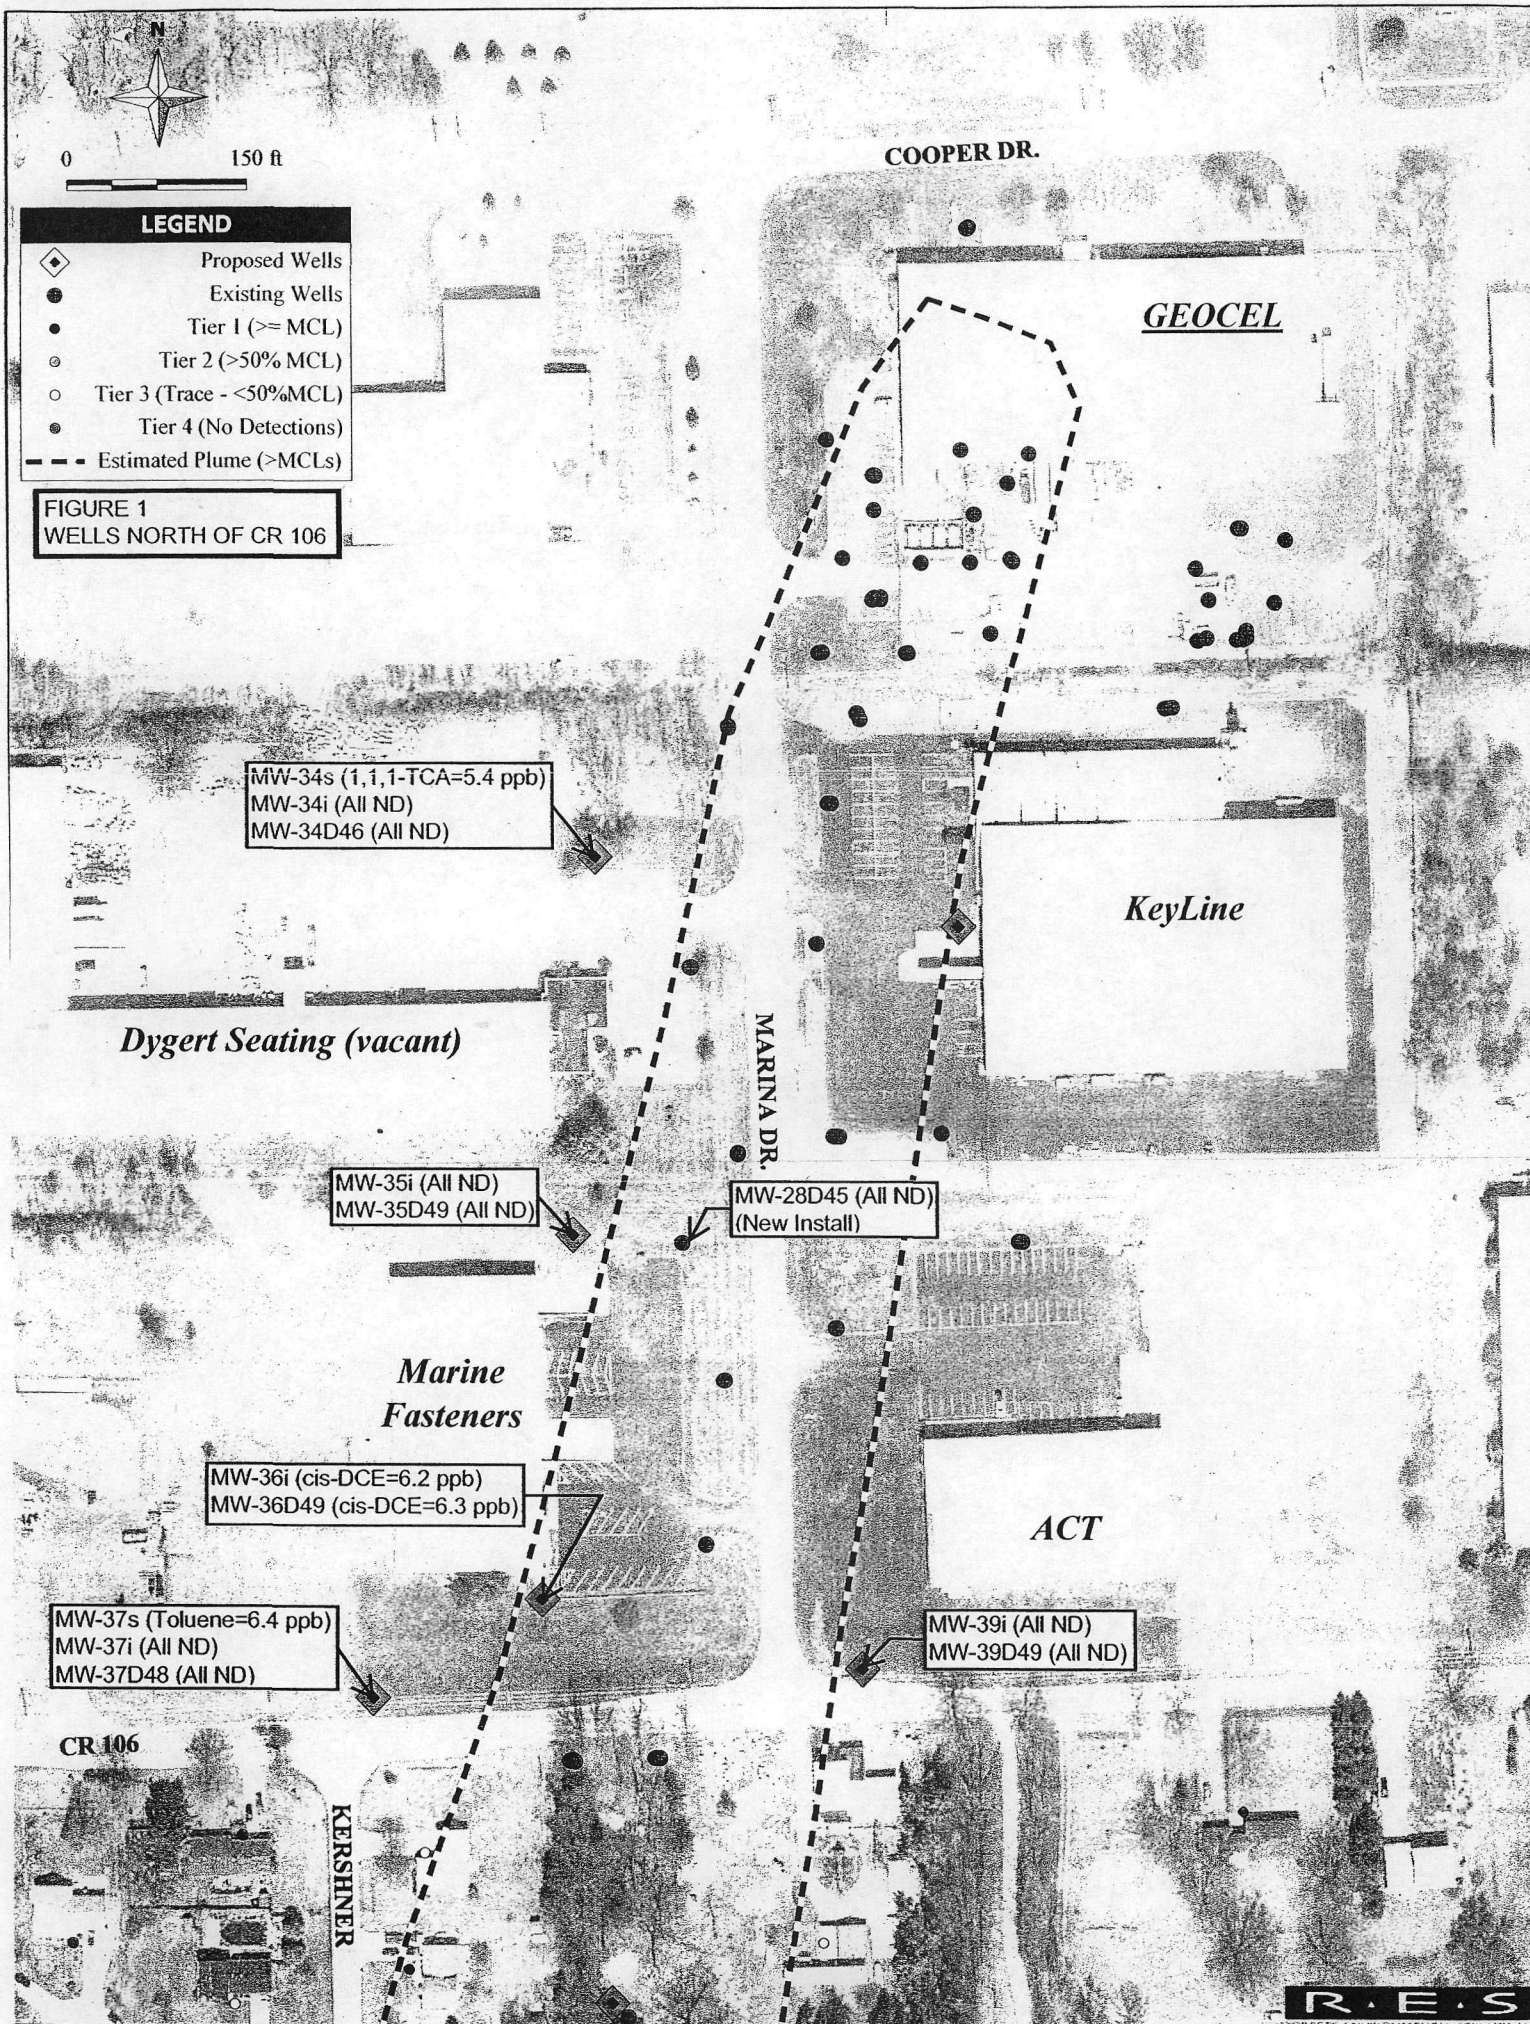 N
0 150 ft
COOPER DR.
LEGEND
Proposed Wells
Existing Wells
Tier 1 (>= MCL)
Tier 2 (>50% MCL)
Tier 3 (Trace - <50%MCL)
Tier 4 (No Detections)
Estimated Plume (>MCLs)
FIGURE 1
WELLS NORTH OF CR 106
GEOCEL
MW-34s (1,1,1-TCA=5.4 ppb)
MW-34i (All ND)
MW-34D46 (All ND)
KeyLine
Dygert Seating (vacant)
MARINA DR.
MW-35i (All ND)
MW-35D49 (All ND)
MW-28D45 (All ND)
(New Install)
Marine
Fasteners
MW-36i (cis-DCE=6.2 ppb)
MW-36D49 (cis-DCE=6.3 ppb)
ACT
MW-37s (Toluene=6.4 ppb)
MW-37i (All ND)
MW-37D48 (All ND)
MW-39i (All ND)
MW-39D49 (All ND)
CR 106
KERSHNER
R·E·S